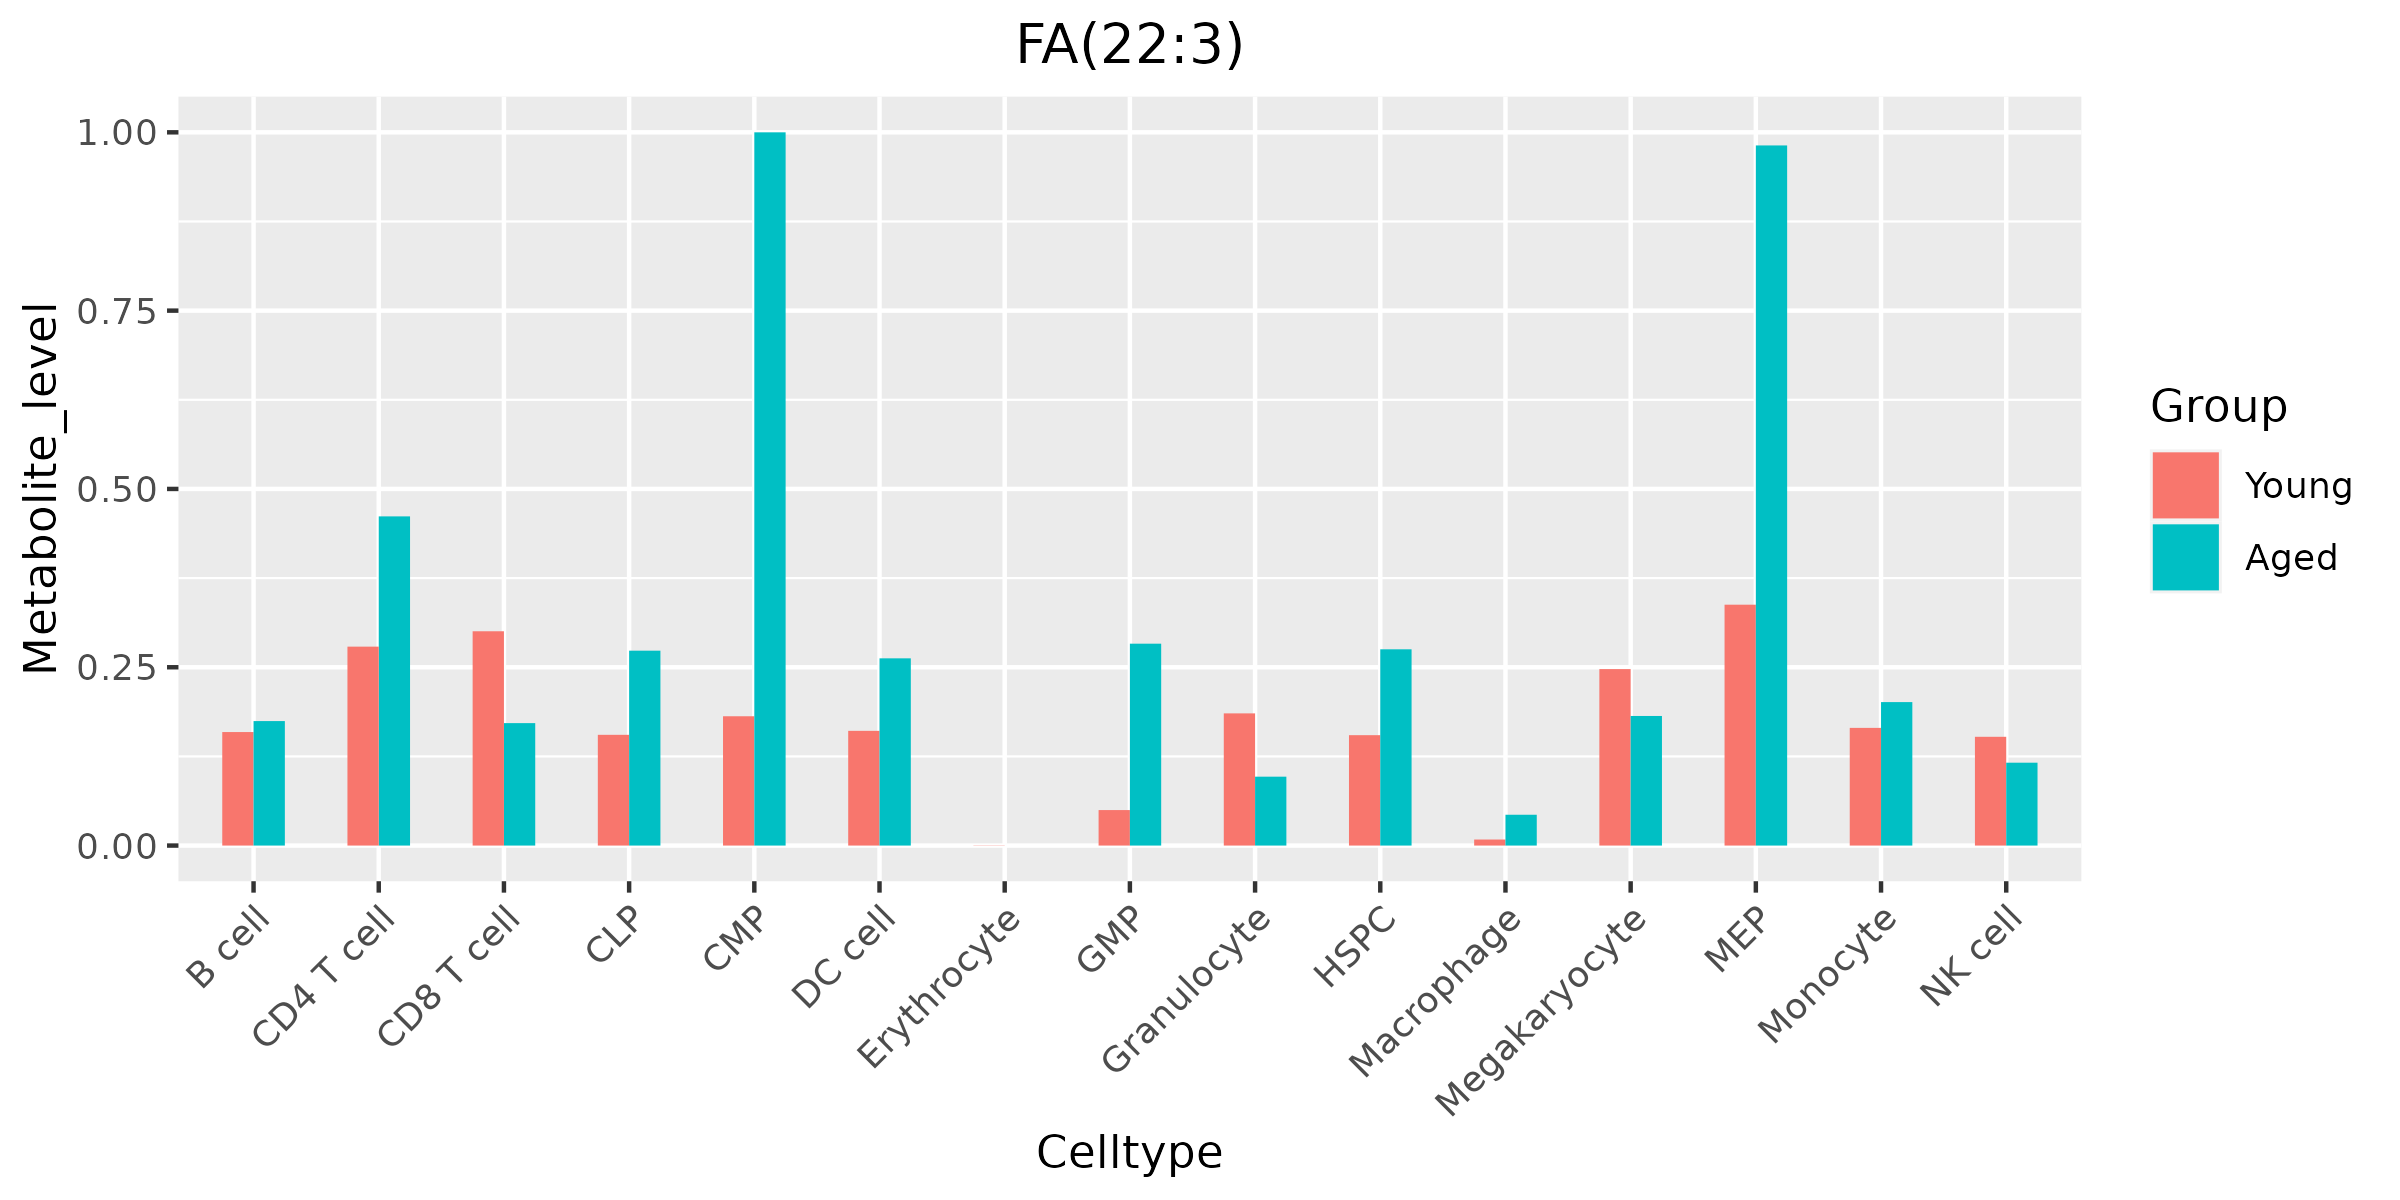 FA(22:3)
Metabolite_level
1.00
0.75
0.50
0.25
0.00
B cell
CD4 T cell
CD8 T cell
CLP
CMP
DC cell
Erythrocyte
GMP
Granulocyte
HSPC
Macrophage
Megakaryocyte
MEP
Monocyte
NK cell
Celltype
Group
Young
Aged